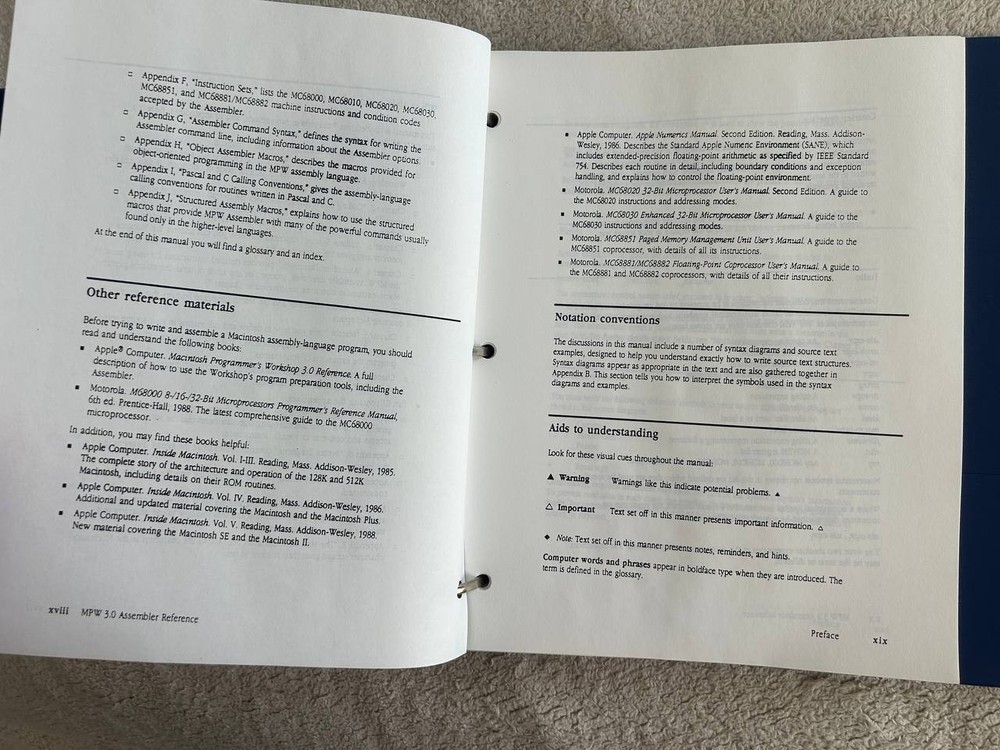 ▫ Appendix F, "Instruction Sets," lists the MC68000, MC68010, MC68020, MC68030,
MC68851, and MC68881/MC68882 machine instructions and condition codes
accepted by the Assembler.
▫ Appendix G, "Assembler Command Syntax," defines the syntax for writing the
Assembler command line, including information about the Assembler options.
▫ Appendix H, "Object Assembler Macros," describes the macros provided for
object-oriented programming in the MPW assembly language.
▫ Appendix I, "Pascal and C Calling Conventions," gives the assembly-language
calling conventions for routines written in Pascal and C.
▫ Appendix J, "Structured Assembly Macros," explains how to use the structured
macros that provide MPW Assembler with many of the powerful commands usually
found only in the higher-level languages.
At the end of this manual you will find a glossary and an index.
Other reference materials
Before trying to write and assemble a Macintosh assembly-language program, you should
read and understand the following books:
▪ Apple® Computer. Macintosh Programmer's Workshop 3.0 Reference. A full
description of how to use the Workshop's program preparation tools, including the
Assembler.
▪ Motorola. M68000 8-/16-/32-Bit Microprocessors Programmer's Reference Manual,
6th ed. Prentice-Hall, 1988. The latest comprehensive guide to the MC68000
microprocessor.
In addition, you may find these books helpful:
▪ Apple Computer. Inside Macintosh. Vol. I-III. Reading, Mass. Addison-Wesley, 1985.
The complete story of the architecture and operation of the 128K and 512K
Macintosh, including details on their ROM routines.
▪ Apple Computer. Inside Macintosh. Vol. IV. Reading, Mass. Addison-Wesley, 1986.
Additional and updated material covering the Macintosh and the Macintosh Plus.
▪ Apple Computer. Inside Macintosh. Vol. V. Reading, Mass. Addison-Wesley, 1988.
New material covering the Macintosh SE and the Macintosh II.
xviii MPW 3.0 Assembler Reference
▪ Apple Computer. Apple Numerics Manual. Second Edition. Reading, Mass. Addison-
Wesley, 1986. Describes the Standard Apple Numeric Environment (SANE), which
includes extended-precision floating-point arithmetic as specified by IEEE Standard
754. Describes each routine in detail, including boundary conditions and exception
handling, and explains how to control the floating-point environment.
▪ Motorola. MC68020 32-Bit Microprocessor User's Manual. Second Edition. A guide to
the MC68020 instructions and addressing modes.
▪ Motorola. MC68030 Enhanced 32-Bit Microprocessor User's Manual. A guide to the
MC68030 instructions and addressing modes.
▪ Motorola. MC68851 Paged Memory Management Unit User's Manual. A guide to the
MC68851 coprocessor, with details of all its instructions.
▪ Motorola. MC68881/MC68882 Floating-Point Coprocessor User's Manual. A guide to
the MC68881 and MC68882 coprocessors, with details of all their instructions.
Notation conventions
The discussions in this manual include a number of syntax diagrams and source text
examples, designed to help you understand exactly how to write source text structures.
Syntax diagrams appear as appropriate in the text and are also gathered together in
Appendix B. This section tells you how to interpret the symbols used in the syntax
diagrams and examples.
Aids to understanding
Look for these visual cues throughout the manual:
▲ Warning Warnings like this indicate potential problems. ▲
△ Important Text set off in this manner presents important information. △
◆ Note: Text set off in this manner presents notes, reminders, and hints.
Computer words and phrases appear in boldface type when they are introduced. The
term is defined in the glossary.
Preface xix